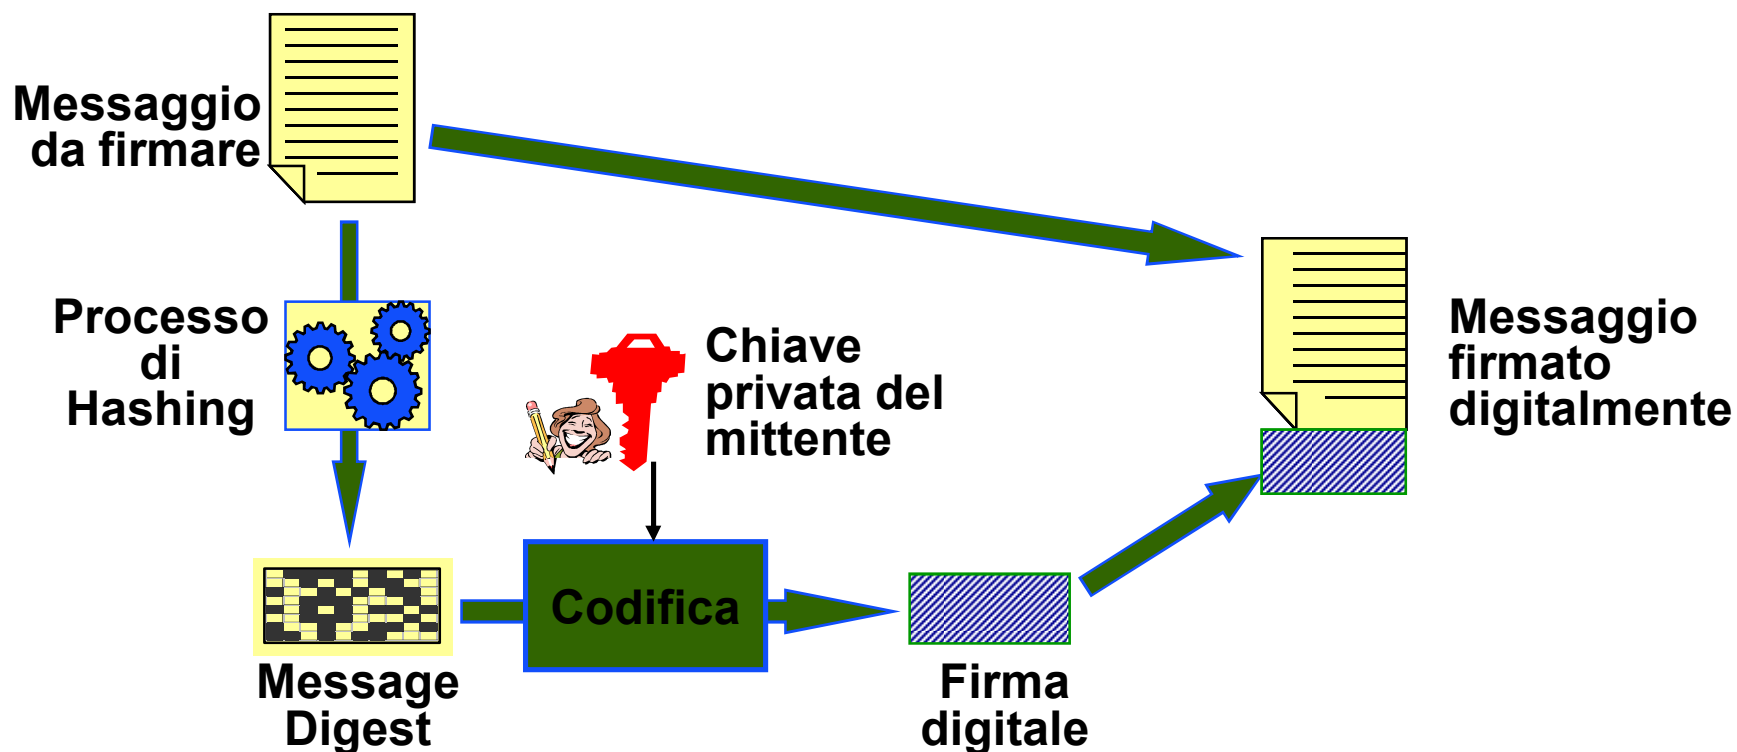 Messaggio
da firmare
Processo
di
Hashing
Chiave
privata del
mittente
Messaggio
firmato
digitalmente
Codifica
Message
Digest
Firma
digitale